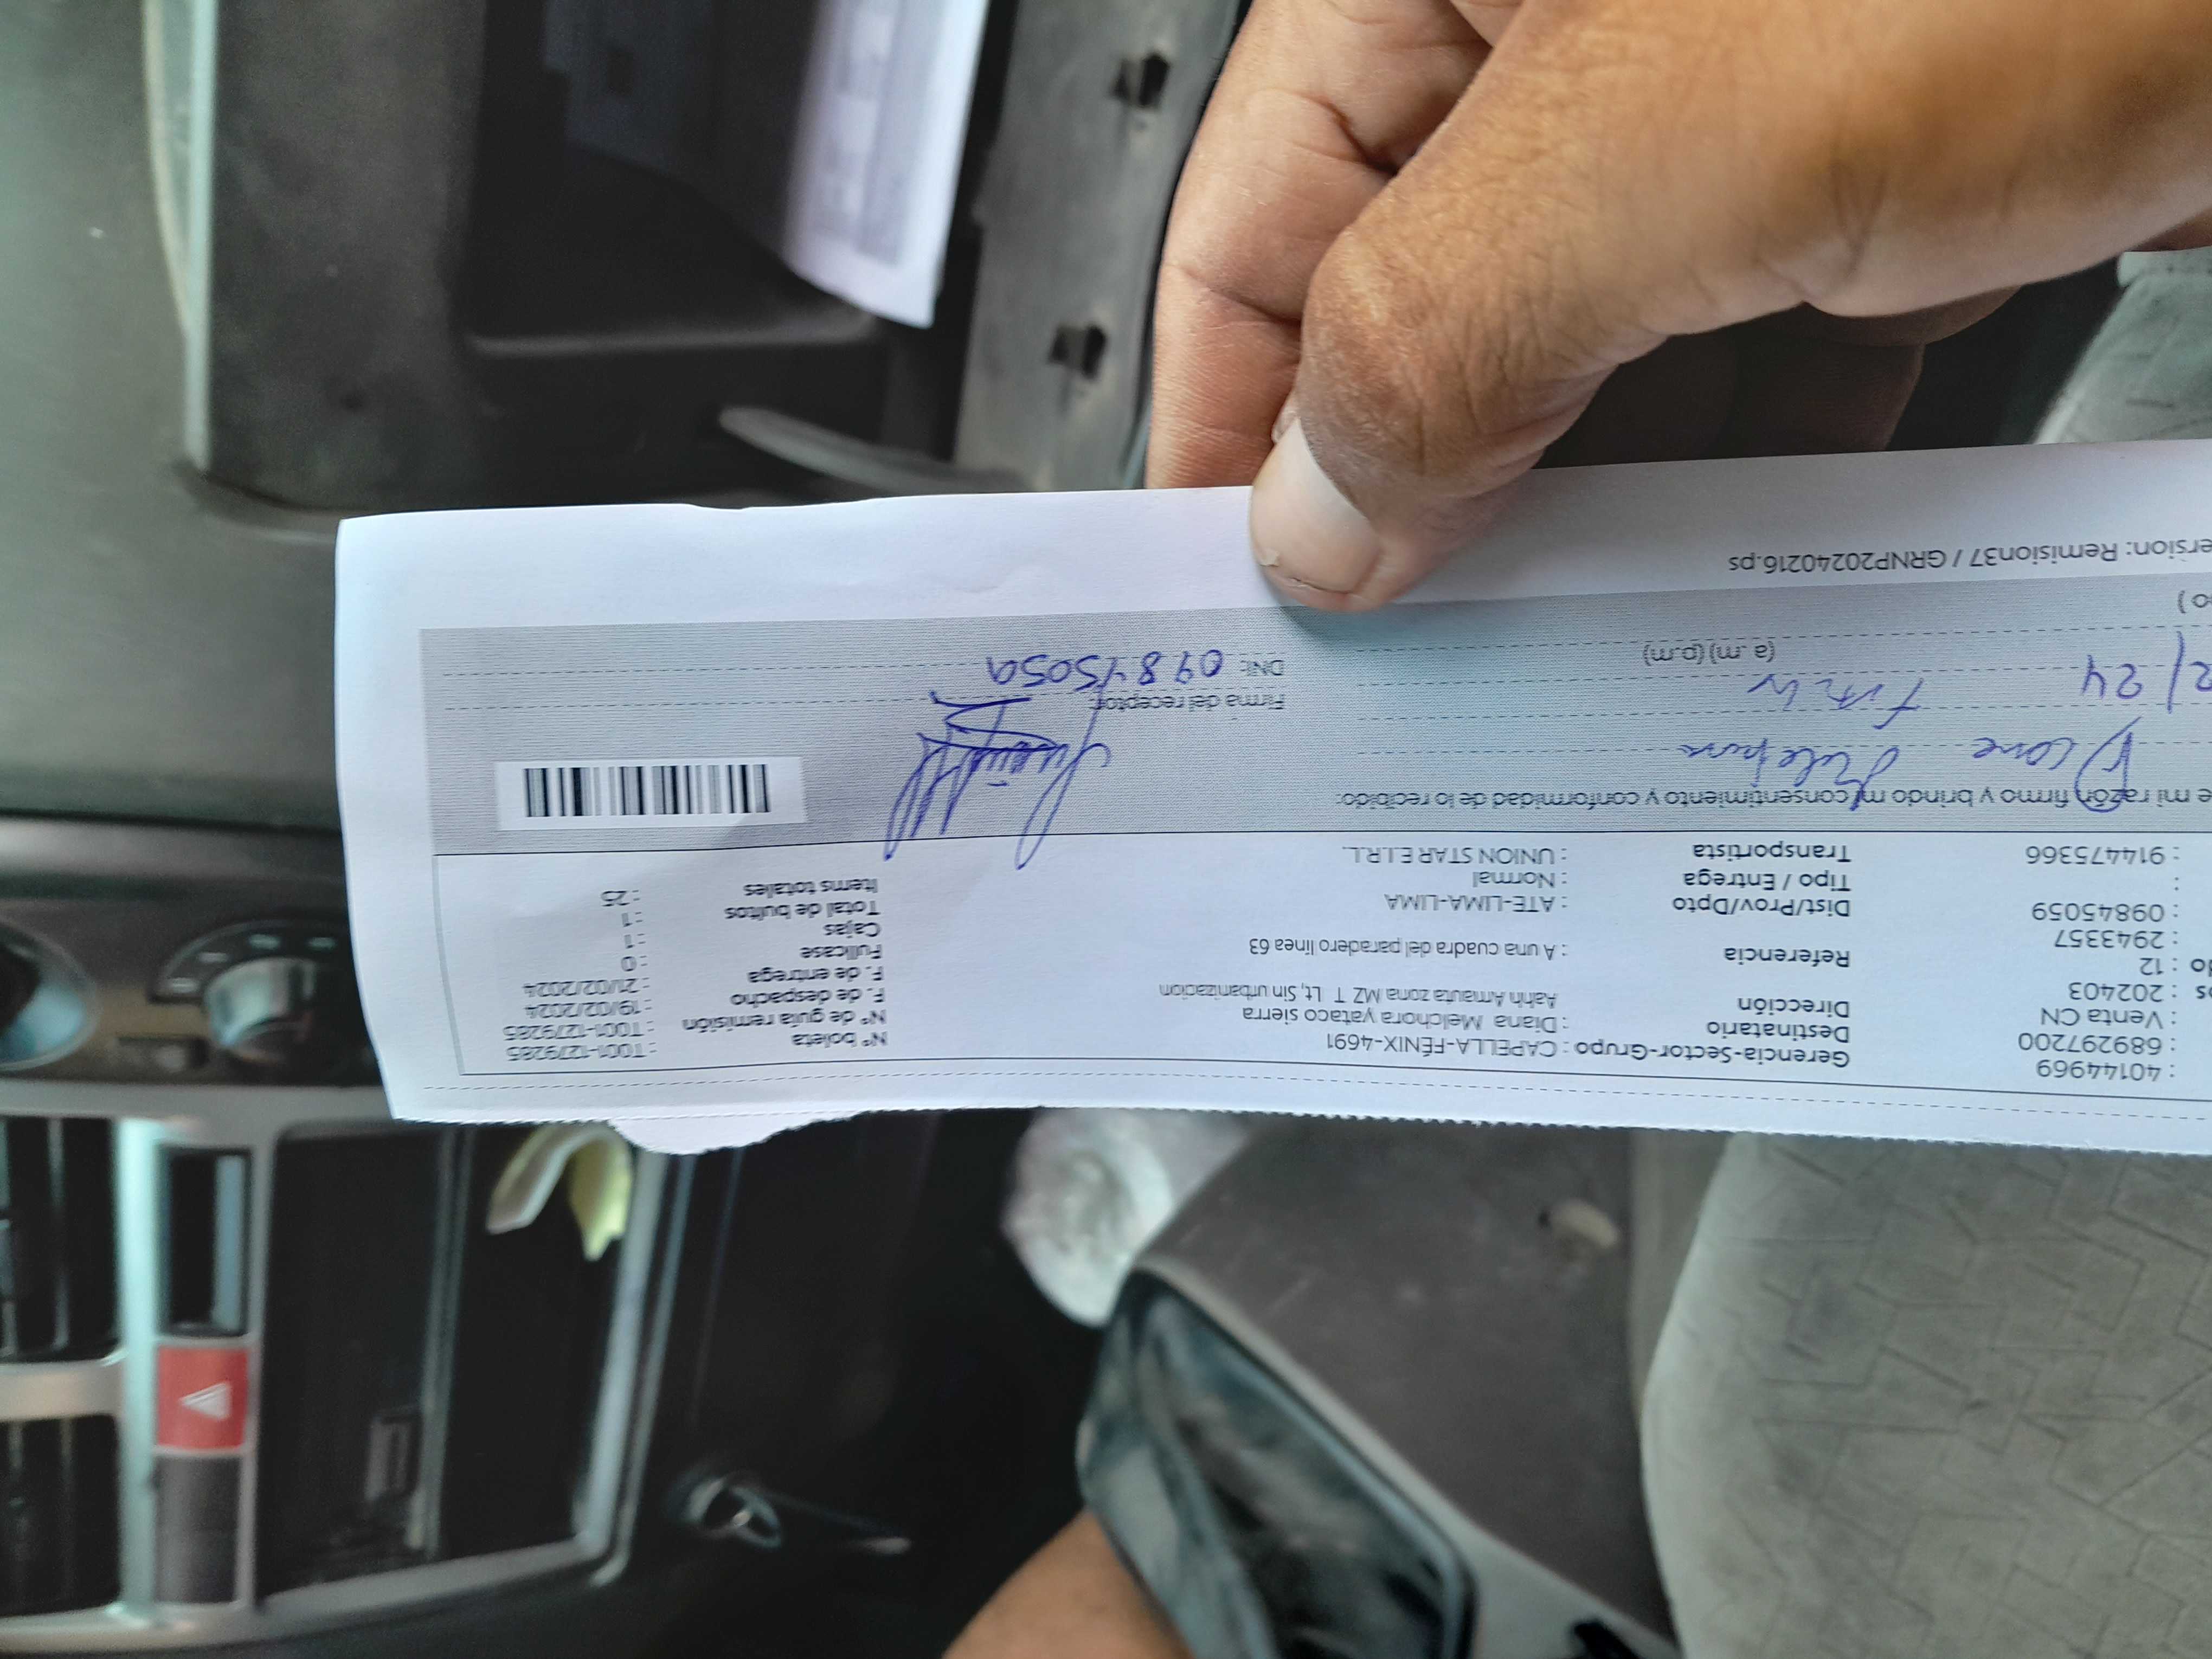 : 40144969 Gerencia-Sector-Grupo : CAPELLA-FÉNIX-4691 N° boleta : T001-1279285
: 689297200 Destinatario : Diana Melchora yataco sierra N° de guía remisión : T001-1279285
: Venta CN Dirección : Aahh Amauta zona MZ T Lt, Sin urbanizacion F. de despacho : 19/02/2024
: 202403 F. de entrega : 21/02/2024
: 12 Referencia : A una cuadra del paradero linea 63 Fullcase : 0
2943357 Cajas : 1
: 09845059 Dist/Prov/Dpto : ATE-LIMA-LIMA Total de bultos : 1
: Tipo / Entrega : Normal Items totales : 25
: 914475366 Transportista : UNION STAR E.I.R.L.
mi razón firmo y brindo mi consentimiento y conformidad de lo recibido:
Firma del receptor:
24
(a. m) (p.m) DNI:
ersion: Remision37 / GRNP20240216.ps